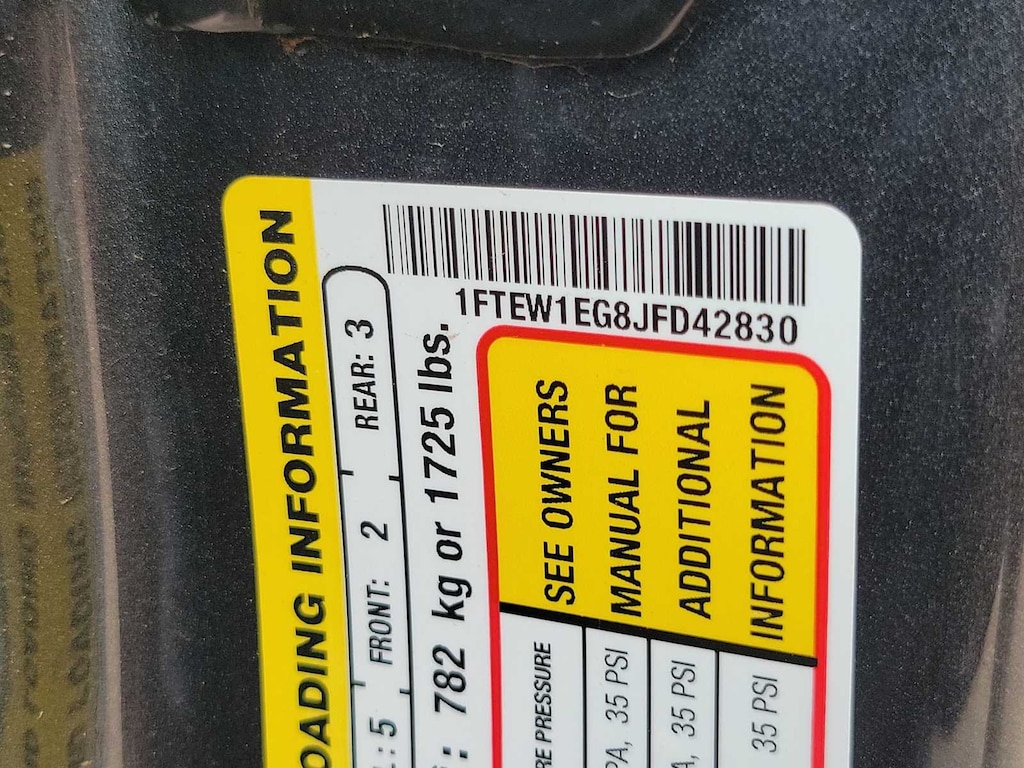 OADING INFORMATION
: 5 FRONT: 2 REAR: 3
: 782 kg or 1725 lbs.
1FTEW1EG8JFD42830
RE PRESSURE
PA, 35 PSI
A, 35 PSI
35 PSI
SEE OWNERS
MANUAL FOR
ADDITIONAL
INFORMATION